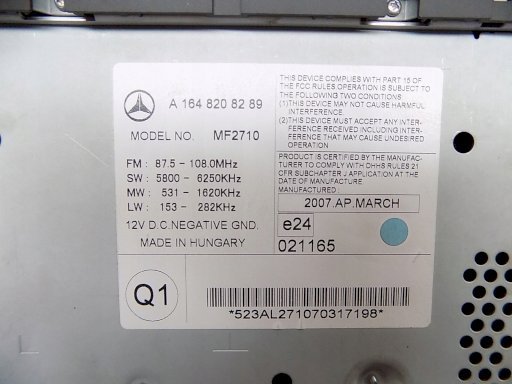 A 164 820 82 89
MODEL NO. MF2710
FM : 87.5 - 108.0MHz
SW : 5800 - 6250KHz
MW : 531 - 1620KHz
LW : 153 - 282KHz
12V D.C.NEGATIVE GND.
MADE IN HUNGARY
THIS DEVICE COMPLIES WITH PART 15 OF
THE FCC RULES OPERATION IS SUBJECT TO
THE FOLLOWING TWO CONDITIONS
(1)THIS DEVICE MAY NOT CAUSE HARMFUL
INTERFERENCE.
(2)THIS DEVICE MUST ACCEPT ANY INTER-
FERENCE RECEIVED INCLUDING INTER-
FERENCE THAT MAY CAUSE UNDESIRED
OPERATION
PRODUCT IS CERTIFIED BY THE MANUFAC-
TURER TO COMPLY WITH DHHS RULES 21
CFR SUBCHAPTER J APPLICATION AT THE
DATE OF MANUFACTURE.
MANUFACTURED :
2007.AP.MARCH
e24
021165
Q1
*523AL271070317198*